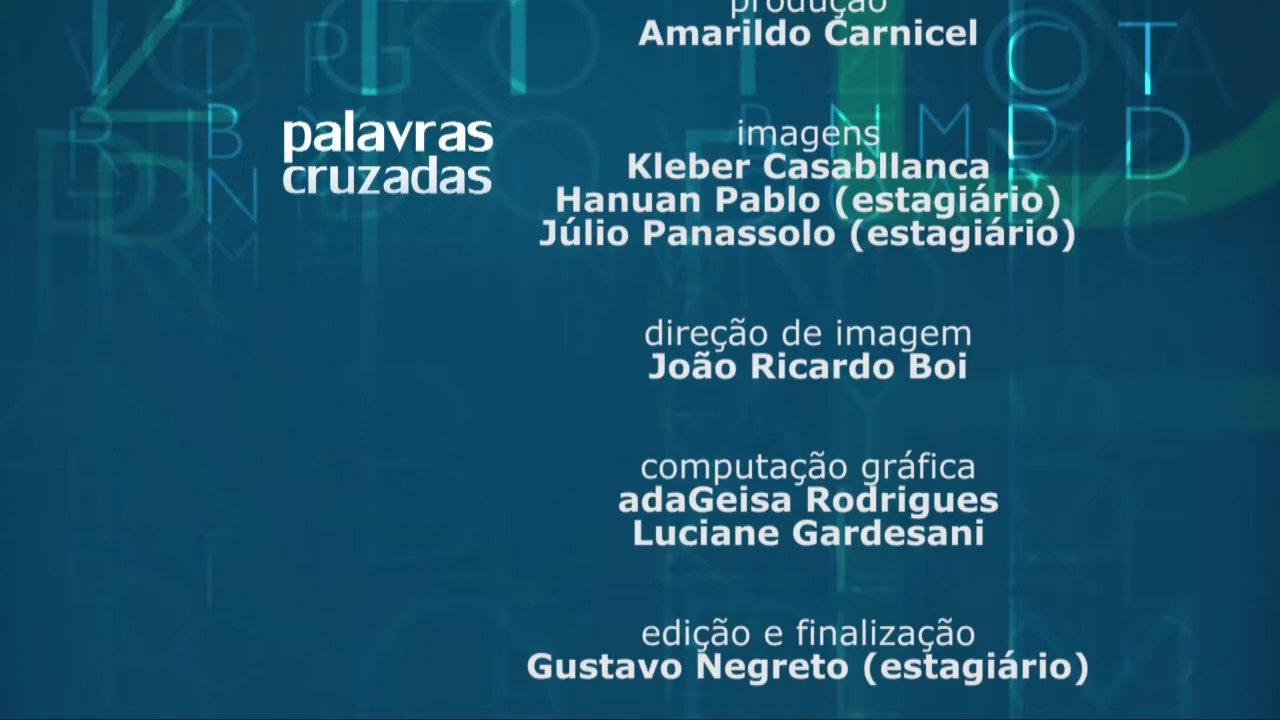 produção
Amarildo Carnicel
palavras
cruzadas
imagens
Kleber Casabllanca
Hanuan Pablo (estagiário)
Júlio Panassolo (estagiário)
direção de imagem
João Ricardo Boi
computação gráfica
adaGeisa Rodrigues
Luciane Gardesani
edição e finalização
Gustavo Negreto (estagiário)